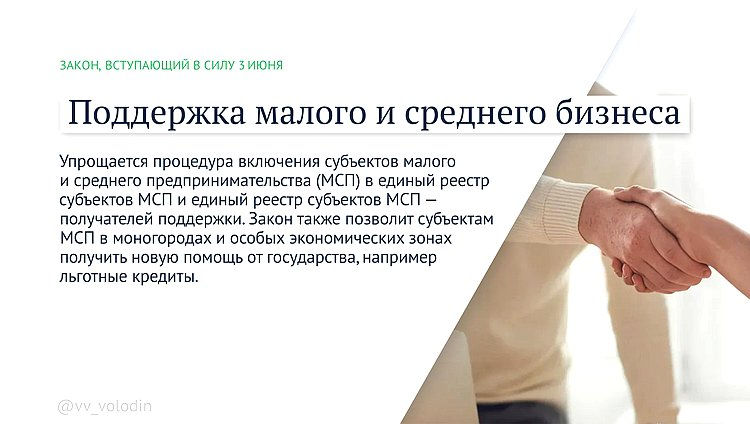 ЗАКОН, ВСТУПАЮЩИЙ В СИЛУ 3 ИЮНЯ
Поддержка малого и среднего бизнеса
Упрощается процедура включения субъектов малого
и среднего предпринимательства (МСП) в единый реестр
субъектов МСП и единый реестр субъектов МСП —
получателей поддержки. Закон также позволит субъектам
МСП в моногородах и особых экономических зонах
получить новую помощь от государства, например
льготные кредиты.
@vv_volodin